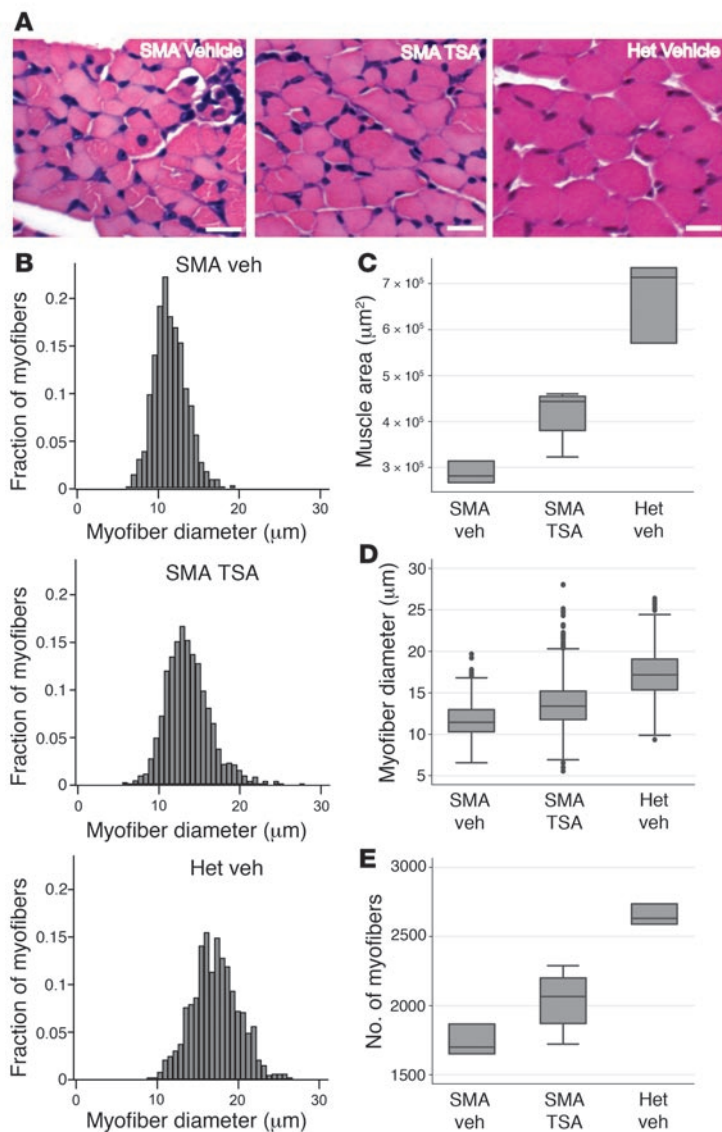 A
SMA Vehicle
SMA TSA
Het Vehicle
B
SMA veh
Fraction of myofibers
0.2
0.15
0.1
0.05
0
0 10 20 30
Myofiber diameter (μm)
SMA TSA
Fraction of myofibers
0.2
0.15
0.1
0.05
0
0 10 20 30
Myofiber diameter (μm)
Het veh
Fraction of myofibers
0.2
0.15
0.1
0.05
0
0 10 20 30
Myofiber diameter (μm)
C
Muscle area (μm²)
7 × 10⁵
6 × 10⁵
5 × 10⁵
4 × 10⁵
3 × 10⁵
SMA SMA Het
veh TSA veh
D
Myofiber diameter (μm)
30
25
20
15
10
5
SMA SMA Het
veh TSA veh
E
No. of myofibers
3000
2500
2000
1500
SMA SMA Het
veh TSA veh